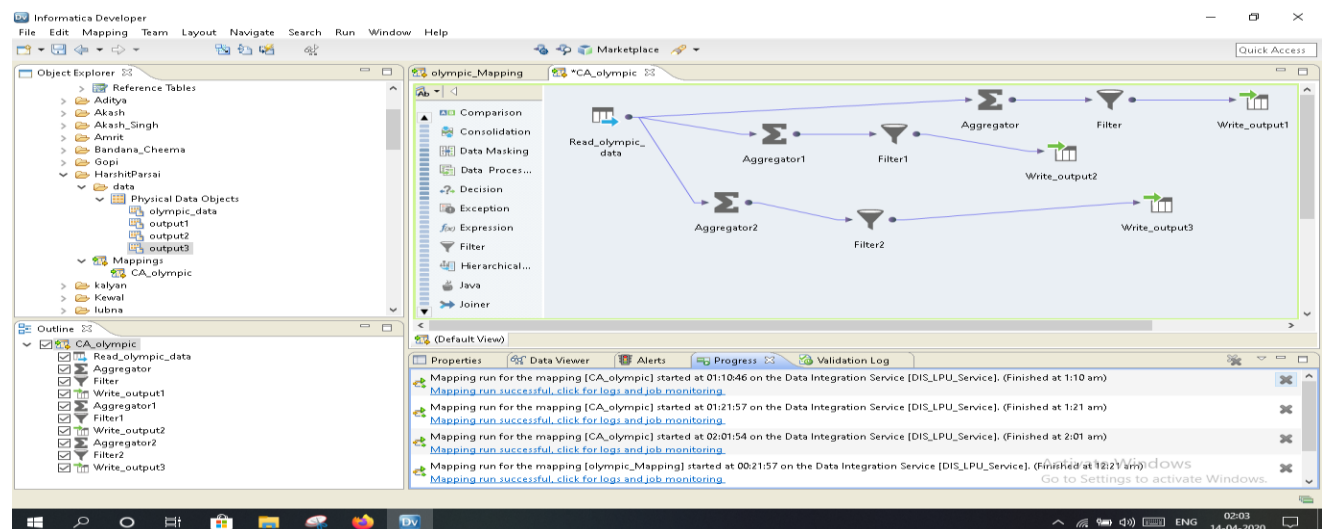 Informatica Developer
File Edit Mapping Team Layout Navigate Search Run Window Help
Marketplace
Quick Access
Object Explorer
Reference Tables
Aditya
Akash
Akash_Singh
Amrit
Bandana_Cheema
Gopi
HarshitParsai
data
Physical Data Objects
olympic_data
output1
output2
output3
Mappings
CA_olympic
kalyan
Kewal
lubna
Outline
CA_olympic
Read_olympic_data
Aggregator
Filter
Write_output1
Aggregator1
Filter1
Write_output2
Aggregator2
Filter2
Write_output3
olympic_Mapping
*CA_olympic
Ab
Comparison
Consolidation
Data Masking
Data Proces...
Decision
Exception
Expression
Filter
Hierarchical...
Java
Joiner
Read_olympic_
data
Aggregator
Filter
Write_output1
Aggregator1
Filter1
Write_output2
Aggregator2
Filter2
Write_output3
(Default View)
Properties
Data Viewer
Alerts
Progress
Validation Log
Mapping run for the mapping [CA_olympic] started at 01:10:46 on the Data Integration Service [DIS_LPU_Service]. (Finished at 1:10 am)
Mapping run successful, click for logs and job monitoring.
Mapping run for the mapping [CA_olympic] started at 01:21:57 on the Data Integration Service [DIS_LPU_Service]. (Finished at 1:21 am)
Mapping run successful, click for logs and job monitoring.
Mapping run for the mapping [CA_olympic] started at 02:01:54 on the Data Integration Service [DIS_LPU_Service]. (Finished at 2:01 am)
Mapping run successful, click for logs and job monitoring.
Mapping run for the mapping [olympic_Mapping] started at 00:21:57 on the Data Integration Service [DIS_LPU_Service]. (Finished at 12:21 am)
Mapping run successful, click for logs and job monitoring.
Activate Windows
Go to Settings to activate Windows.
Dv
ENG
02:03
14-04-2020